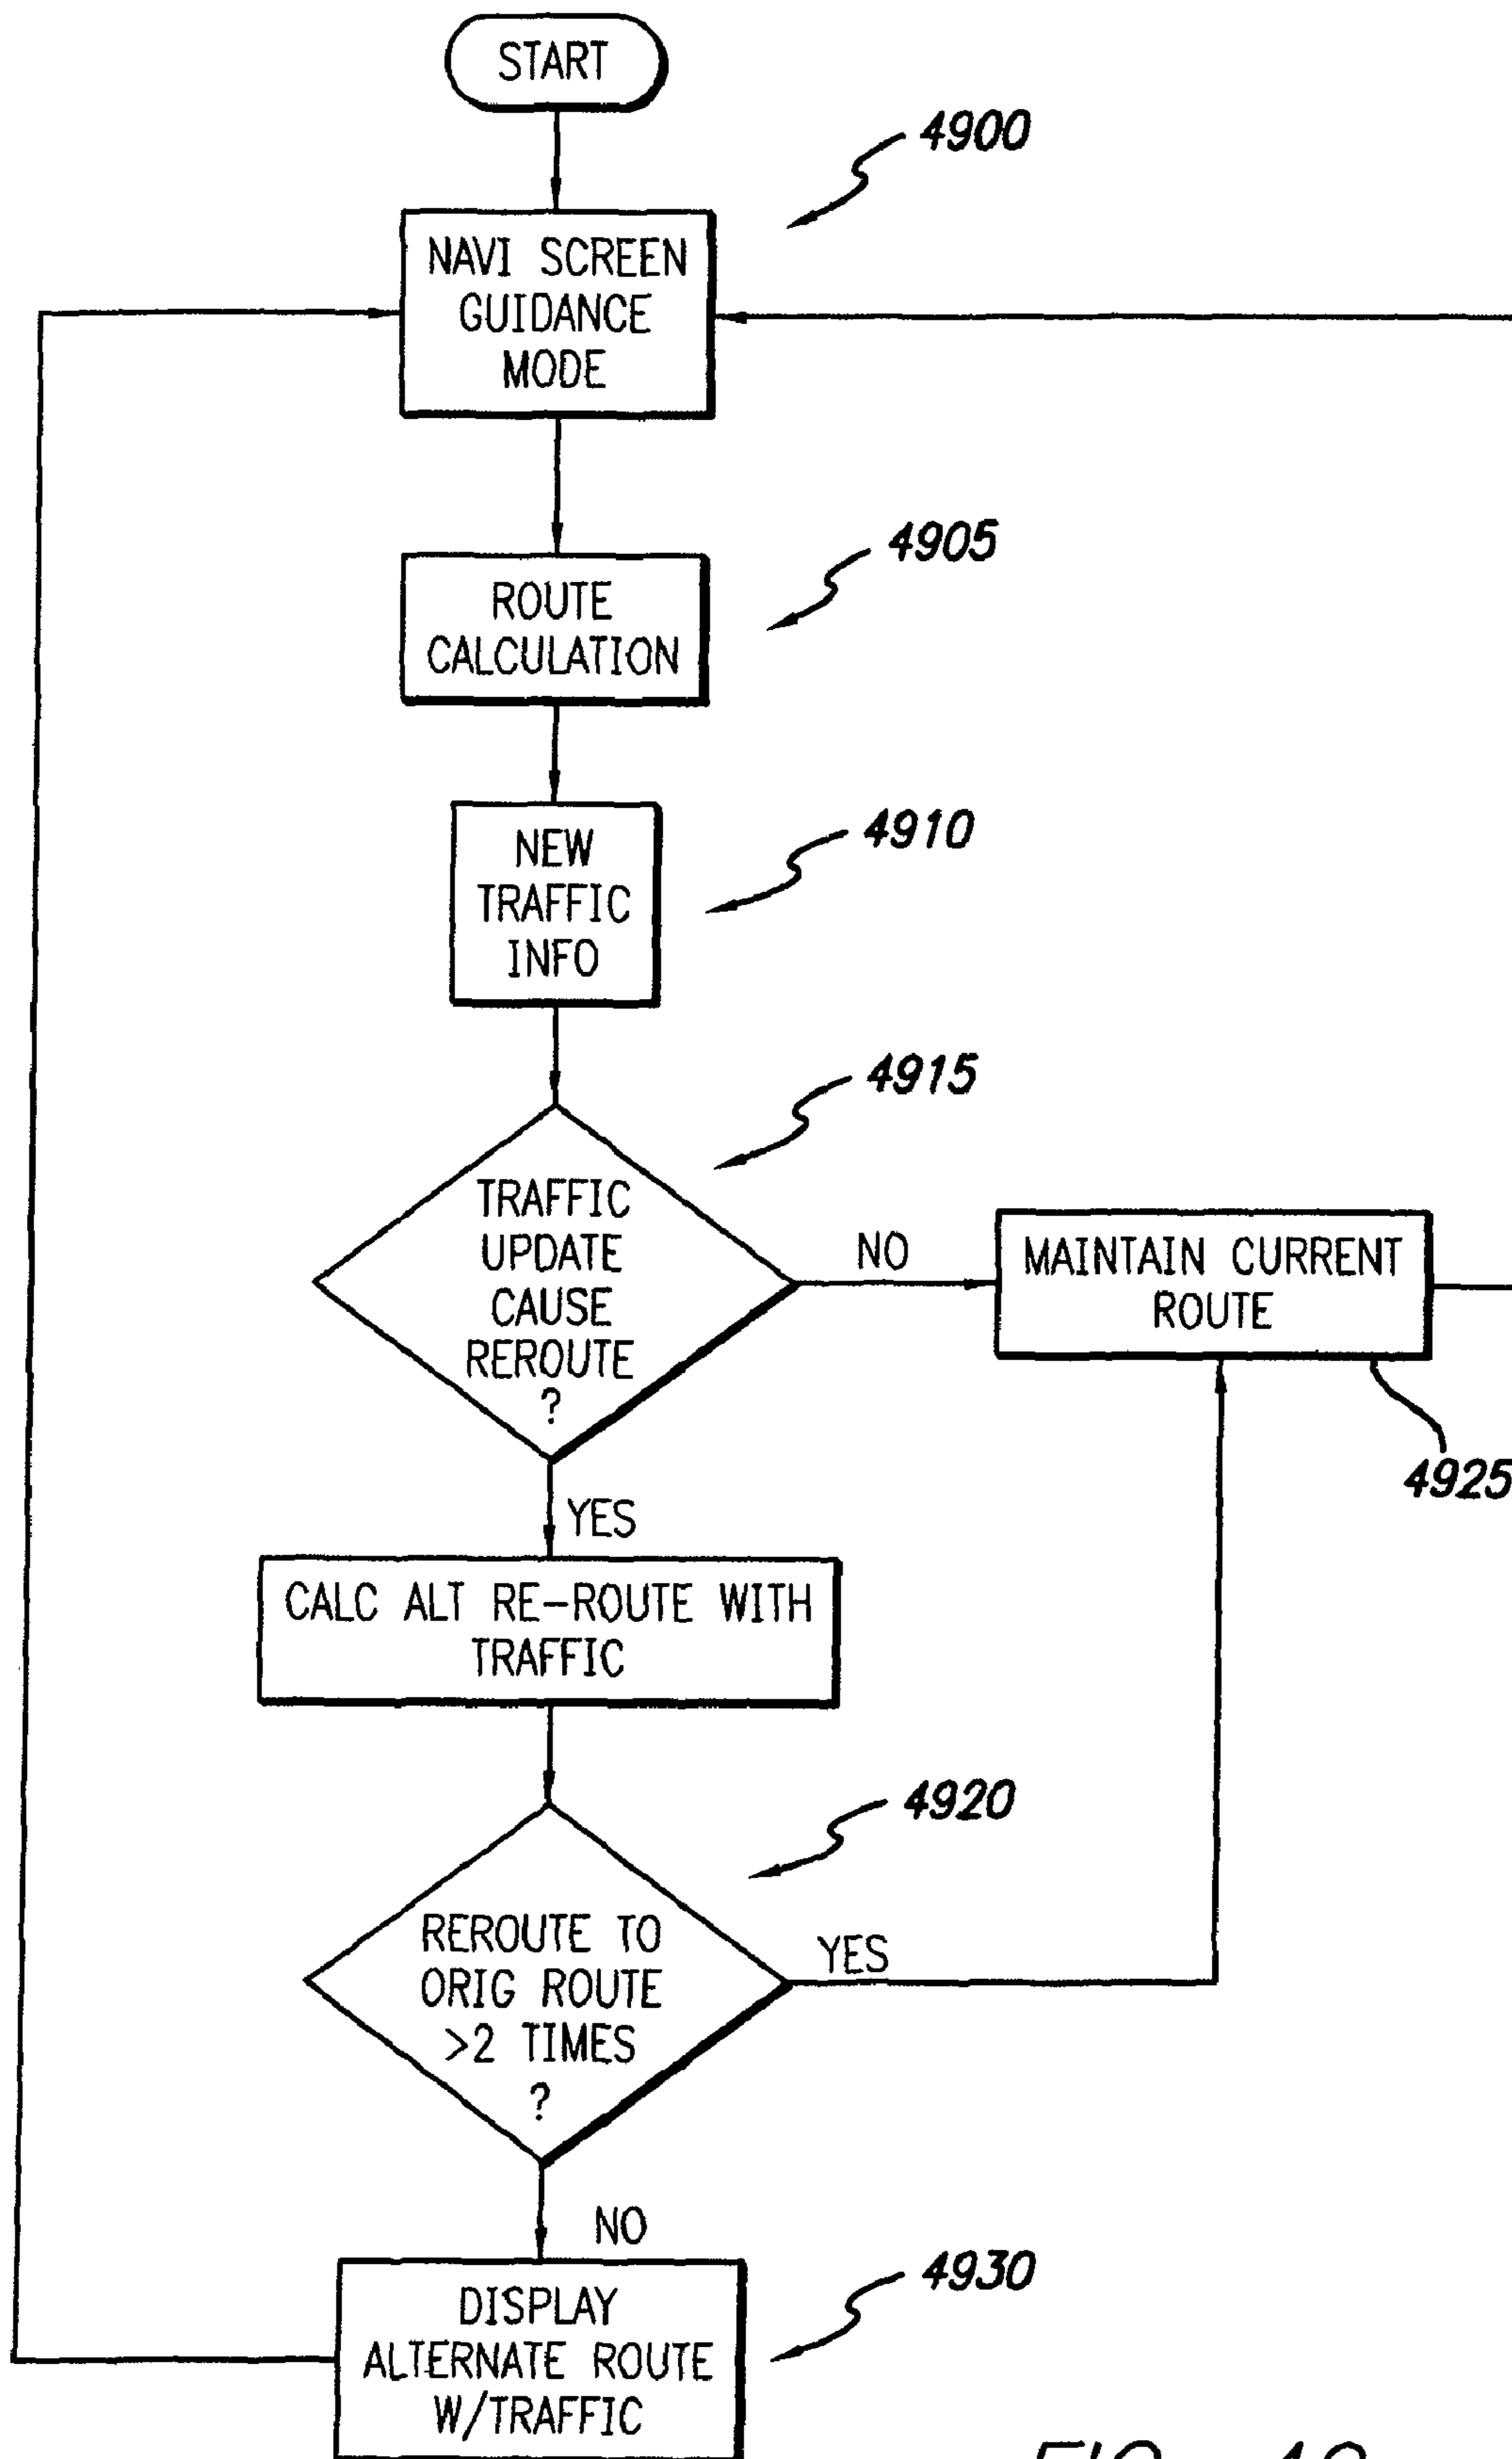 START
4900
NAVI SCREEN
GUIDANCE
MODE
4905
ROUTE
CALCULATION
4910
NEW
TRAFFIC
INFO
4915
TRAFFIC
UPDATE
CAUSE
REROUTE
?
NO
MAINTAIN CURRENT
ROUTE
4925
YES
CALC ALT RE-ROUTE WITH
TRAFFIC
4920
REROUTE TO
ORIG ROUTE
>2 TIMES
?
YES
NO
4930
DISPLAY
ALTERNATE ROUTE
W/TRAFFIC